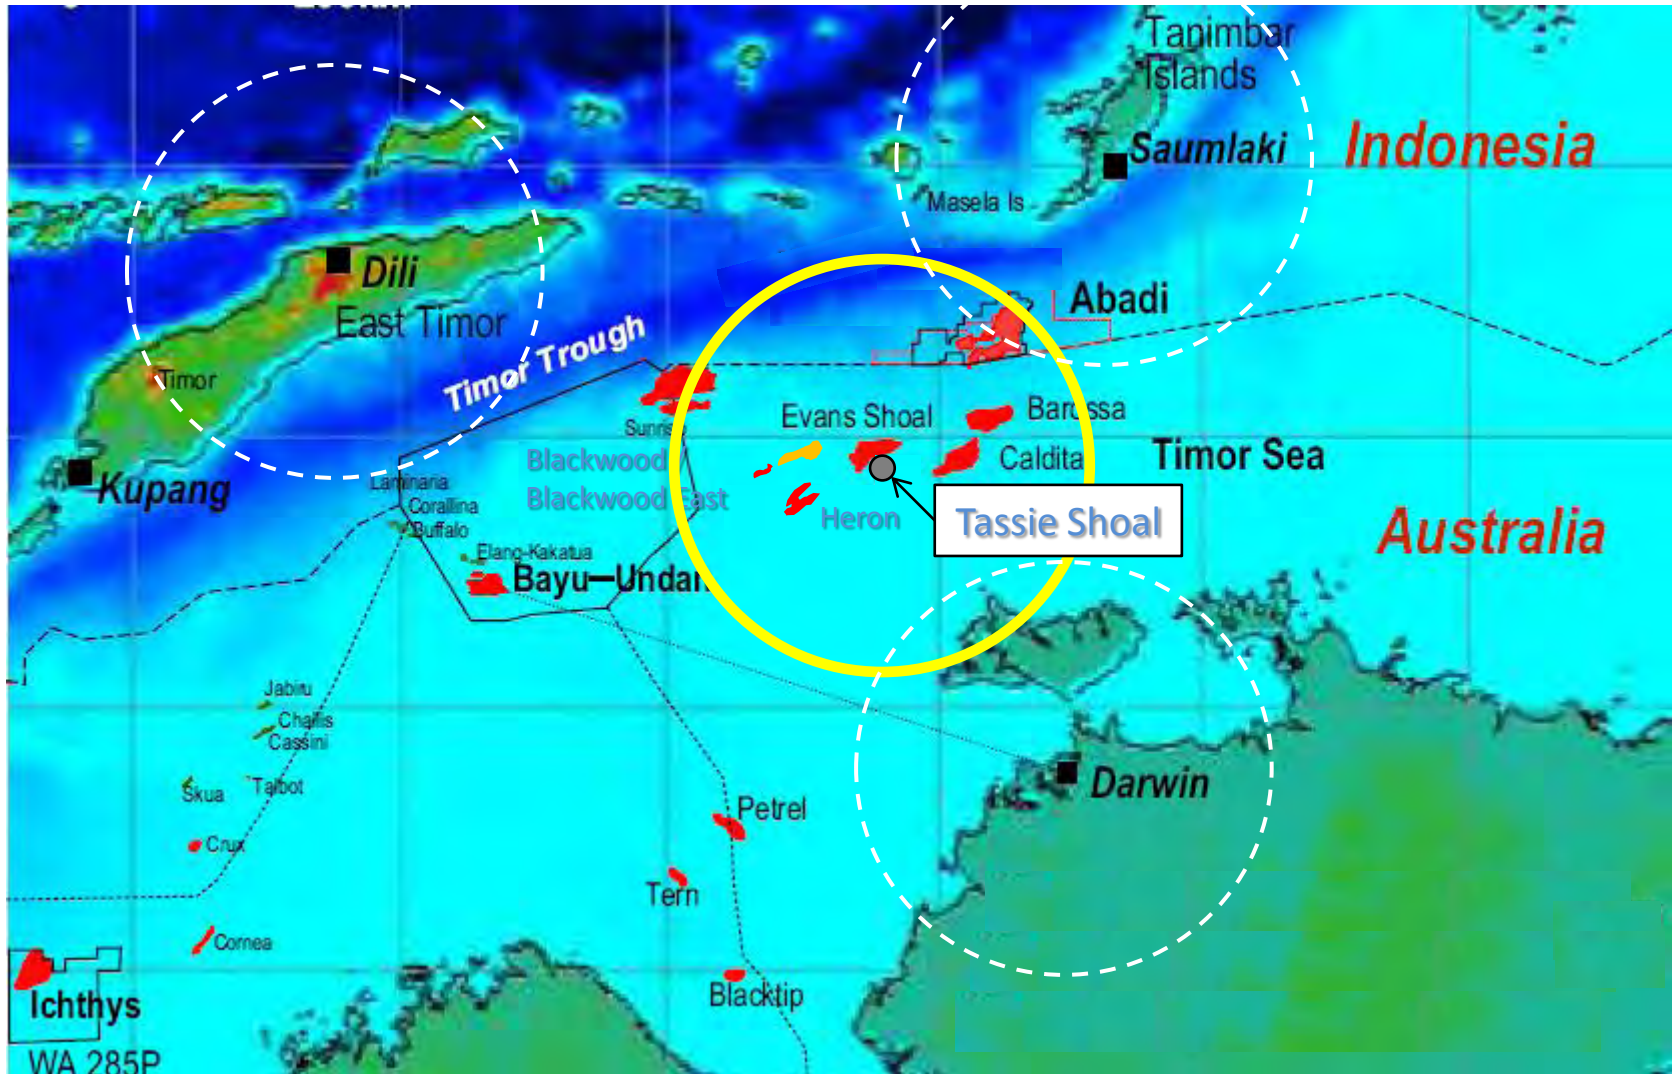 Tanimbar
Islands
Saumlaki
Indonesia
Masela Is
Dili
East Timor
Abadi
Timor Trough
Timor
Evans Shoal
Barossa
Sunrise
Blackwood
Caldita
Timor Sea
Kupang
Laminaria
Blackwood East
Corallina
Heron
Tassie Shoal
Buffalo
Australia
Elang-Kakatua
Bayu-Undan
Jabiru
Challis
Cassini
Skua
Talbot
Darwin
Petrel
Crux
Tern
Cornea
Ichthys
Blacktip
WA 285P